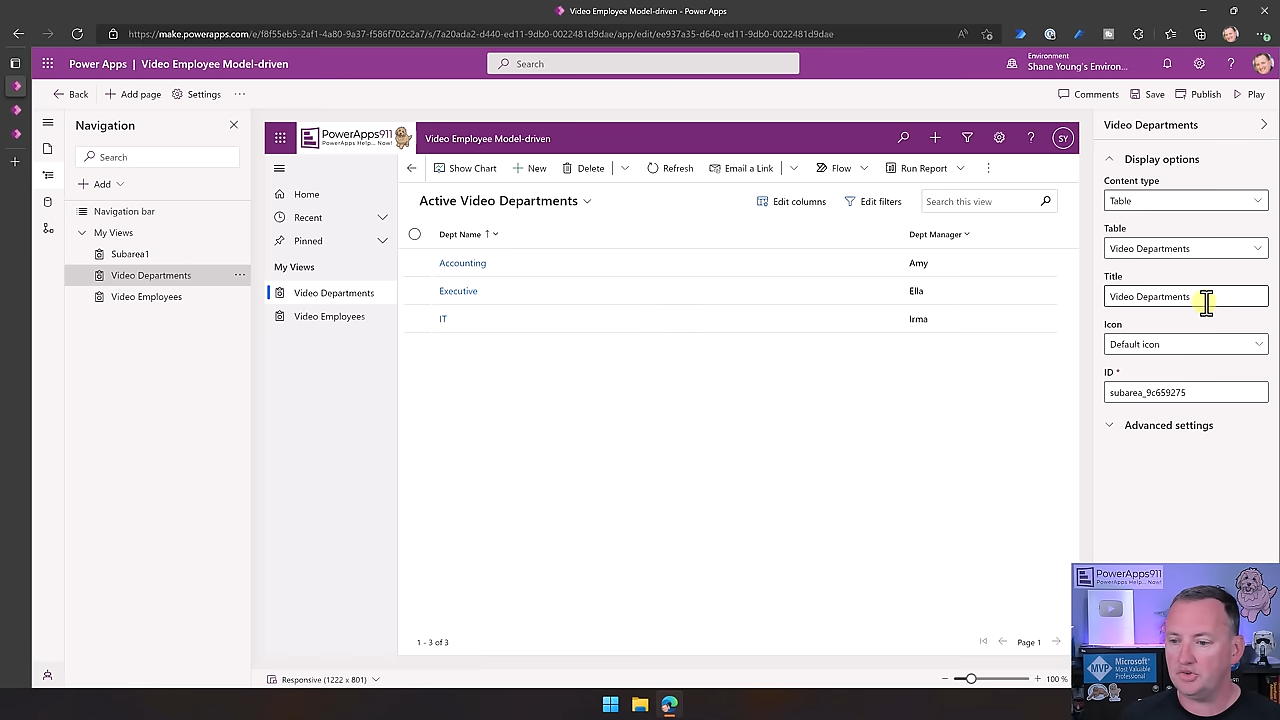 Video Employee Model-driven - Power Apps
https://make.powerapps.com/e/f8f55eb5-2af1-4a80-9a37-f586f702c2a7/s/7a20ada2-d440-ed11-9db0-0022481d9dae/app/edit/ee937a35-d640-ed11-9db0-0022481d9dae
Power Apps | Video Employee Model-driven
Search
Environment
Shane Young's Environ...
Back
Add page
Settings
Comments
Save
Publish
Play
Navigation
Search
Add
Navigation bar
My Views
Subarea1
Video Departments
Video Employees
PowerApps911
PowerApps Help... Now!
Video Employee Model-driven
SY
Home
Recent
Pinned
My Views
Video Departments
Video Employees
Show Chart
New
Delete
Refresh
Email a Link
Flow
Run Report
Active Video Departments
Edit columns
Edit filters
Search this view
Dept Name
Dept Manager
Accounting
Amy
Executive
Ella
IT
Irma
1 - 3 of 3
Page 1
Responsive (1222 x 801)
100 %
Video Departments
Display options
Content type
Table
Table
Video Departments
Title
Video Departments
Icon
Default icon
ID *
subarea_9c659275
Advanced settings
PowerApps911
PowerApps Help... Now!
MVP
Microsoft®
Most Valuable
Professional